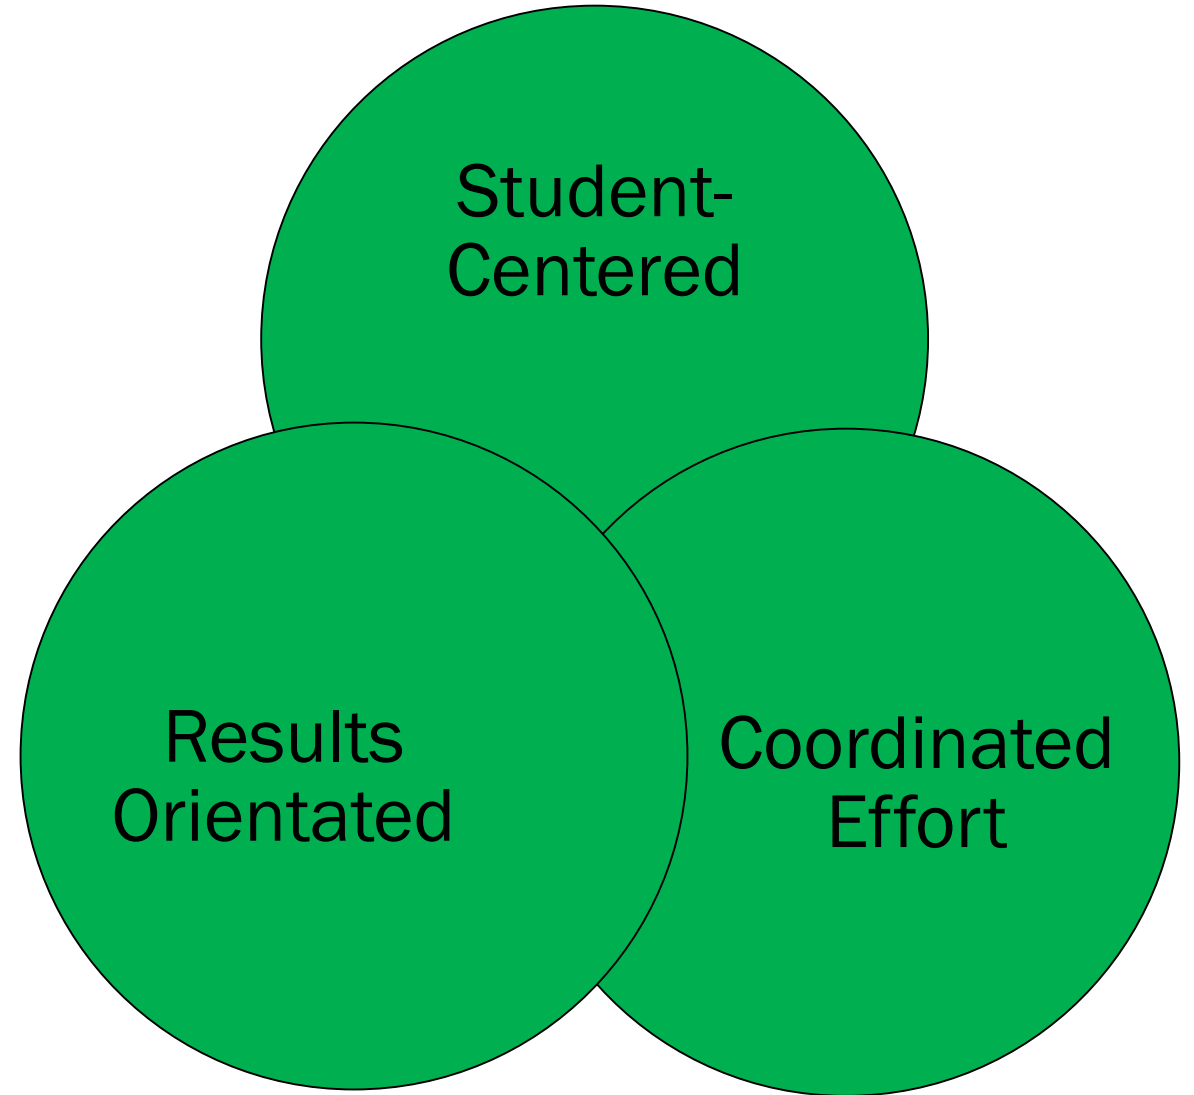 Student-
Centered
Results
Orientated
Coordinated
Effort